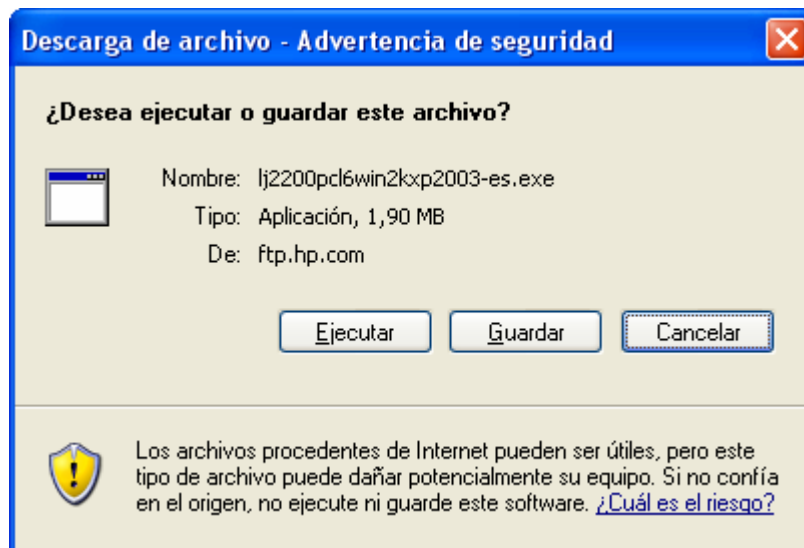 Descarga de archivo - Advertencia de seguridad
¿Desea ejecutar o guardar este archivo?
Nombre: lj2200pcl6win2kxp2003-es.exe
Tipo: Aplicación, 1,90 MB
De: ftp.hp.com
Ejecutar Guardar Cancelar
Los archivos procedentes de Internet pueden ser útiles, pero este
tipo de archivo puede dañar potencialmente su equipo. Si no confía
en el origen, no ejecute ni guarde este software. ¿Cuál es el riesgo?